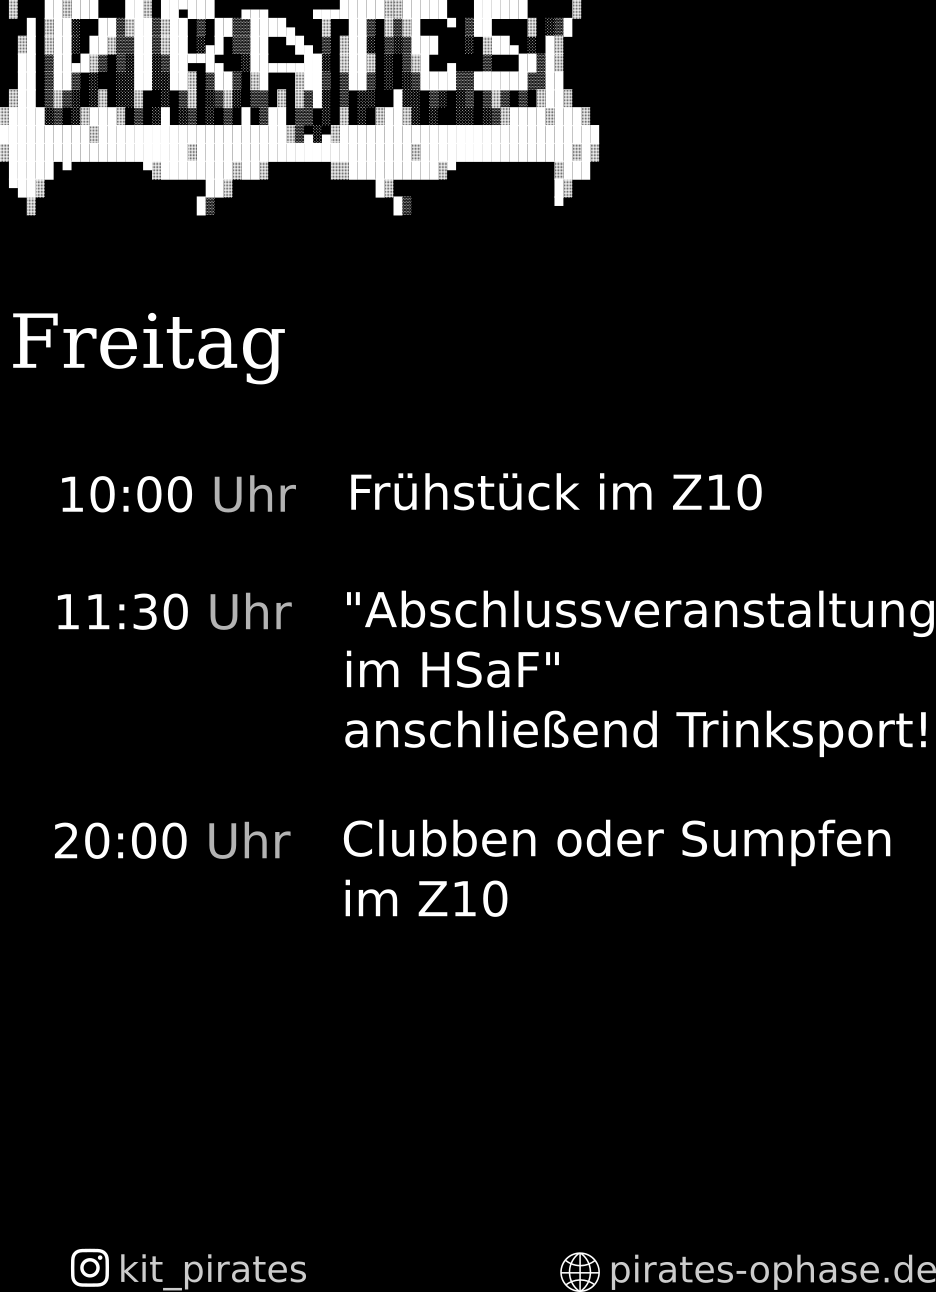 Freitag
10:00 Uhr Frühstück im Z10
11:30 Uhr "Abschlussveranstaltung
im HSaF"
anschließend Trinksport!
20:00 Uhr Clubben oder Sumpfen
im Z10
kit_pirates pirates-ophase.de